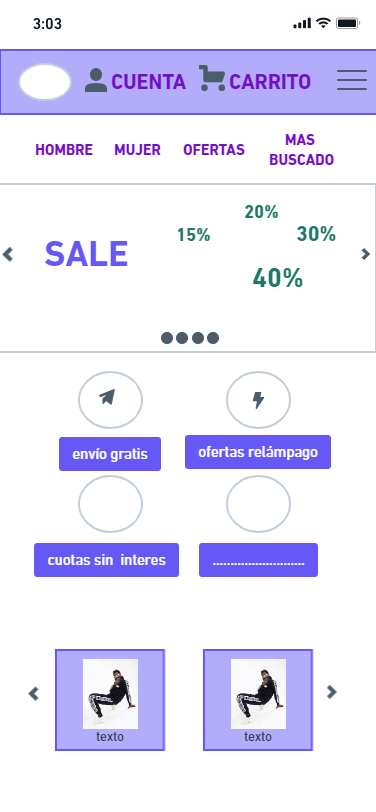 3:03
CUENTA CARRITO
HOMBRE MUJER OFERTAS MAS
BUSCADO
20%
15% 30%
SALE
40%
envío gratis ofertas relámpago
cuotas sin  interes ..........................
texto texto